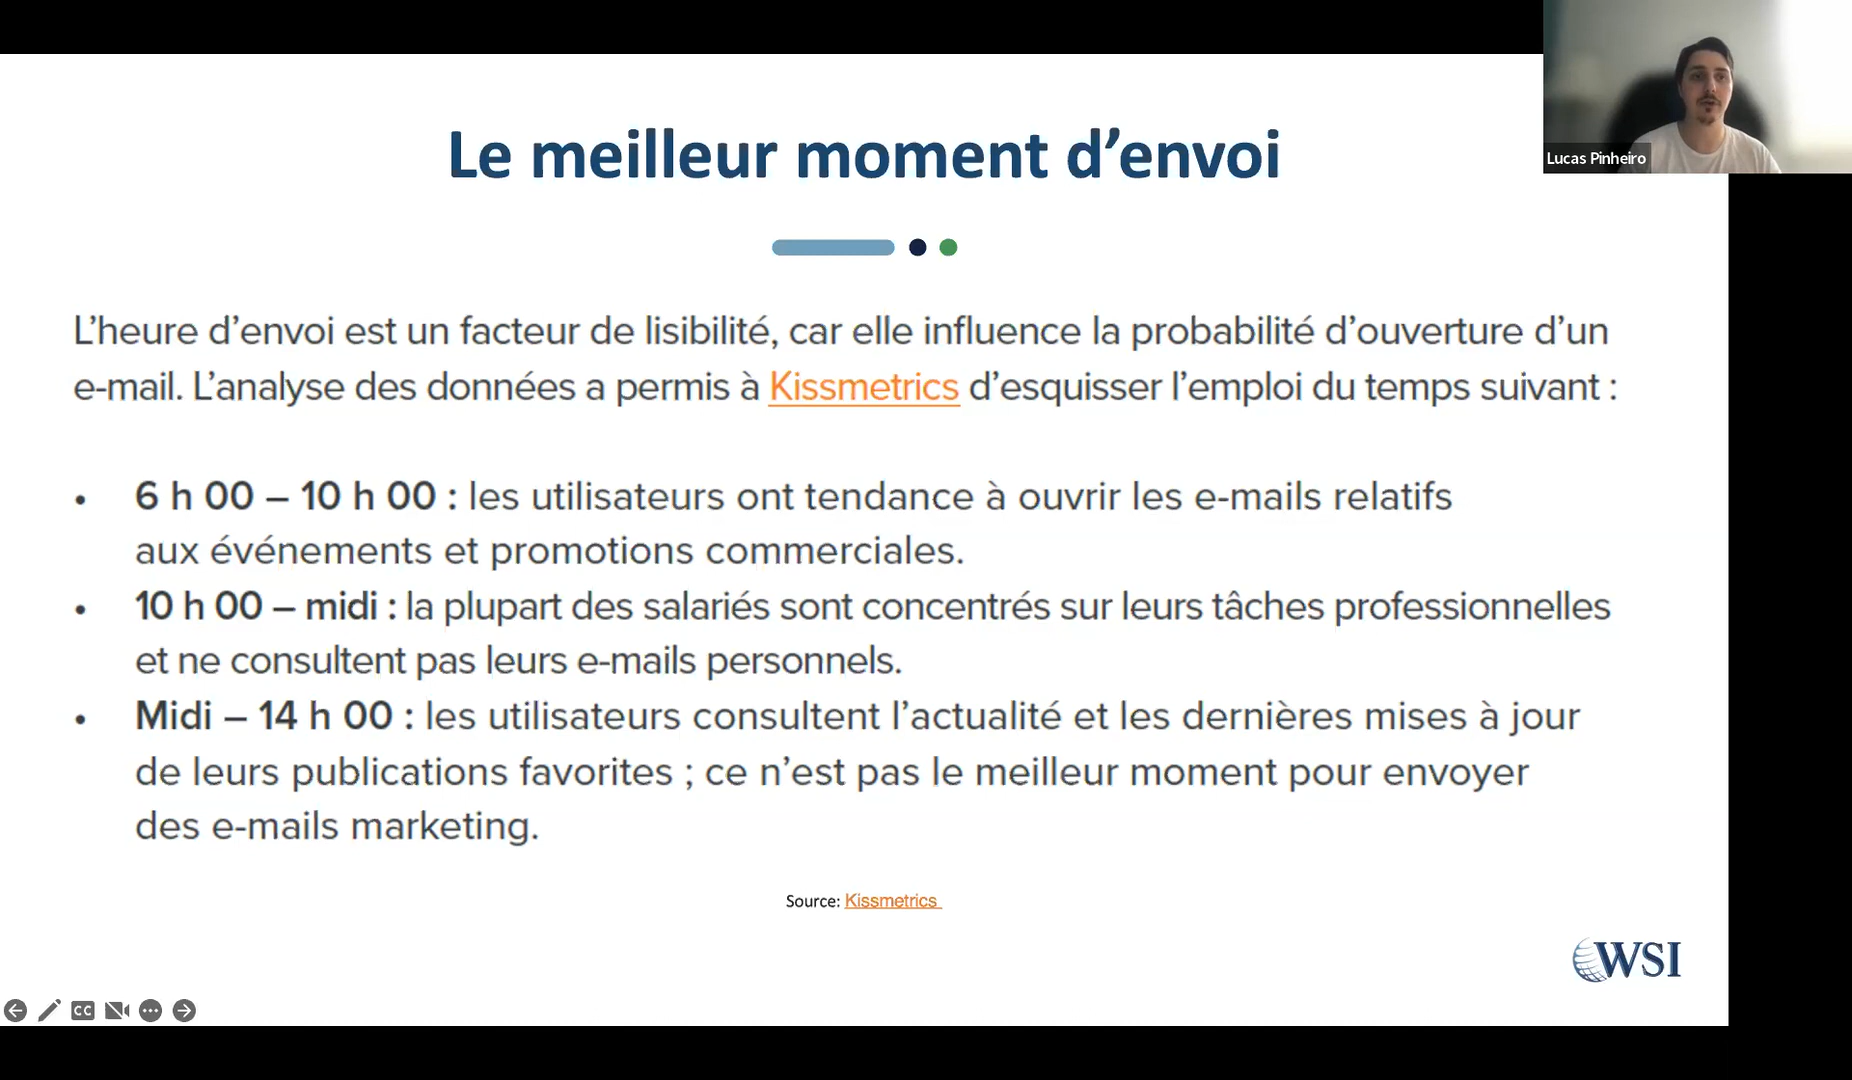 Le meilleur moment d’envoi
Lucas Pinheiro
L’heure d’envoi est un facteur de lisibilité, car elle influence la probabilité d’ouverture d’un
e-mail. L’analyse des données a permis à Kissmetrics d’esquisser l’emploi du temps suivant :
• 6 h 00 – 10 h 00 : les utilisateurs ont tendance à ouvrir les e-mails relatifs
aux événements et promotions commerciales.
• 10 h 00 – midi : la plupart des salariés sont concentrés sur leurs tâches professionnelles
et ne consultent pas leurs e-mails personnels.
• Midi – 14 h 00 : les utilisateurs consultent l’actualité et les dernières mises à jour
de leurs publications favorites ; ce n’est pas le meilleur moment pour envoyer
des e-mails marketing.
Source: Kissmetrics
WSI
CC